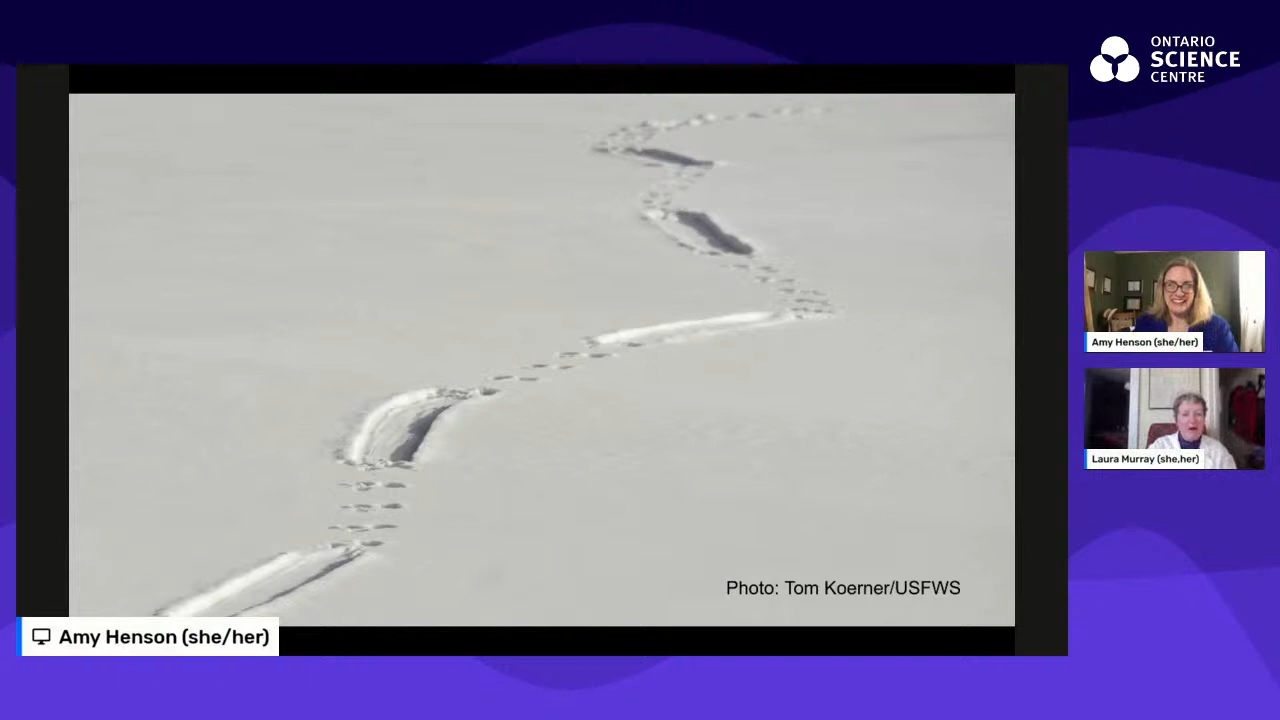 ONTARIO
SCIENCE
CENTRE
Amy Henson (she/her)
Laura Murray (she,her)
Photo: Tom Koerner/USFWS
Amy Henson (she/her)